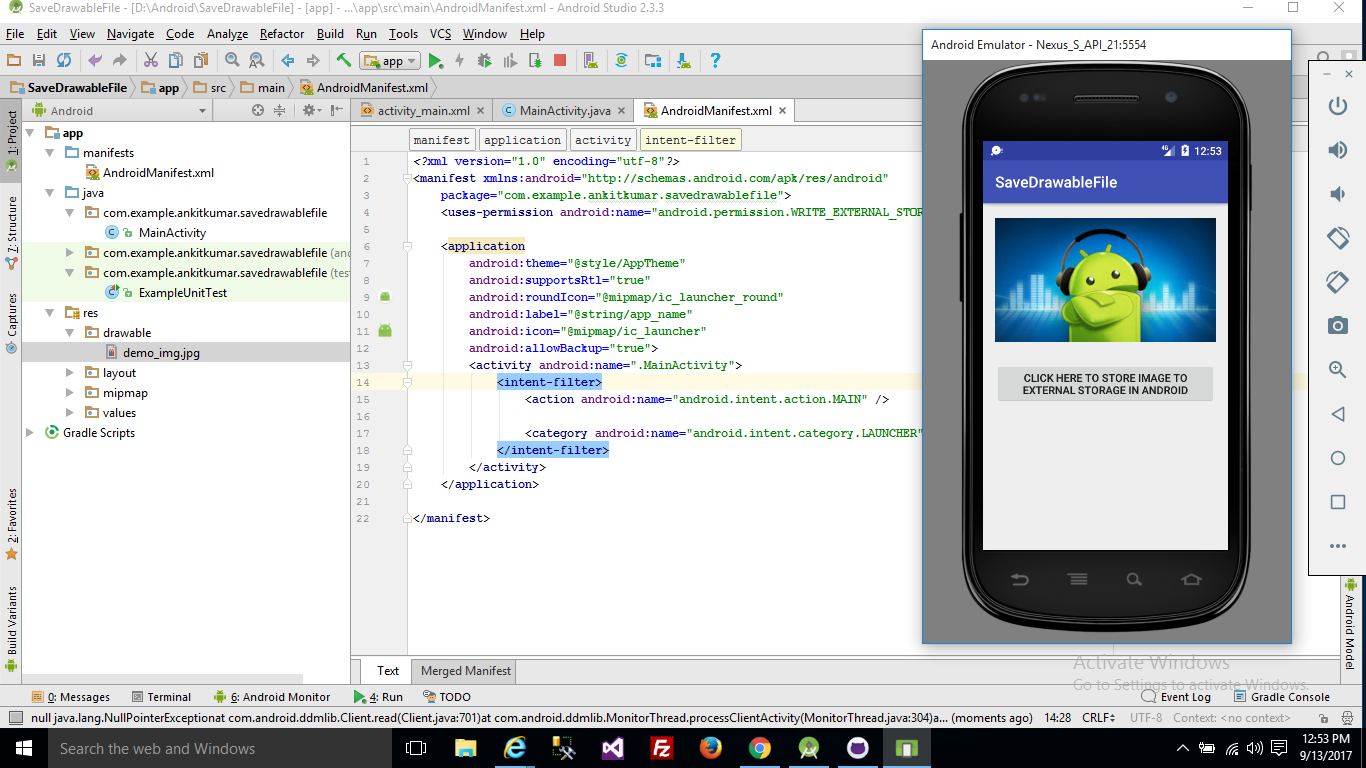 SaveDrawableFile - [D:\Android\SaveDrawableFile] - [app] - ...\app\src\main\AndroidManifest.xml - Android Studio 2.3.3
File Edit View Navigate Code Analyze Refactor Build Run Tools VCS Window Help
app
SaveDrawableFile app src main AndroidManifest.xml
Android
activity_main.xml MainActivity.java AndroidManifest.xml
manifest application activity intent-filter
1: Project
7: Structure
Captures
2: Favorites
Build Variants
app
manifests
AndroidManifest.xml
java
com.example.ankitkumar.savedrawablefile
MainActivity
com.example.ankitkumar.savedrawablefile (and
com.example.ankitkumar.savedrawablefile (tes
ExampleUnitTest
res
drawable
demo_img.jpg
layout
mipmap
values
Gradle Scripts
1 <?xml version="1.0" encoding="utf-8"?>
2 <manifest xmlns:android="http://schemas.android.com/apk/res/android"
3 package="com.example.ankitkumar.savedrawablefile">
4 <uses-permission android:name="android.permission.WRITE_EXTERNAL_STOR
5
6 <application
7 android:theme="@style/AppTheme"
8 android:supportsRtl="true"
9 android:roundIcon="@mipmap/ic_launcher_round"
10 android:label="@string/app_name"
11 android:icon="@mipmap/ic_launcher"
12 android:allowBackup="true">
13 <activity android:name=".MainActivity">
14 <intent-filter>
15 <action android:name="android.intent.action.MAIN" />
16
17 <category android:name="android.intent.category.LAUNCHER"
18 </intent-filter>
19 </activity>
20 </application>
21
22 </manifest>
Text Merged Manifest
Android Emulator - Nexus_S_API_21:5554
4G 12:53
SaveDrawableFile
CLICK HERE TO STORE IMAGE TO
EXTERNAL STORAGE IN ANDROID
Android Model
Activate Windows
Go to Settings to activate Windows.
0: Messages Terminal 6: Android Monitor 4: Run TODO Event Log Gradle Console
null java.lang.NullPointerExceptionat com.android.ddmlib.Client.read(Client.java:701)at com.android.ddmlib.MonitorThread.processClientActivity(MonitorThread.java:304)a... (moments ago) 14:28 CRLF UTF-8 Context: <no context>
Search the web and Windows
12:53 PM
9/13/2017